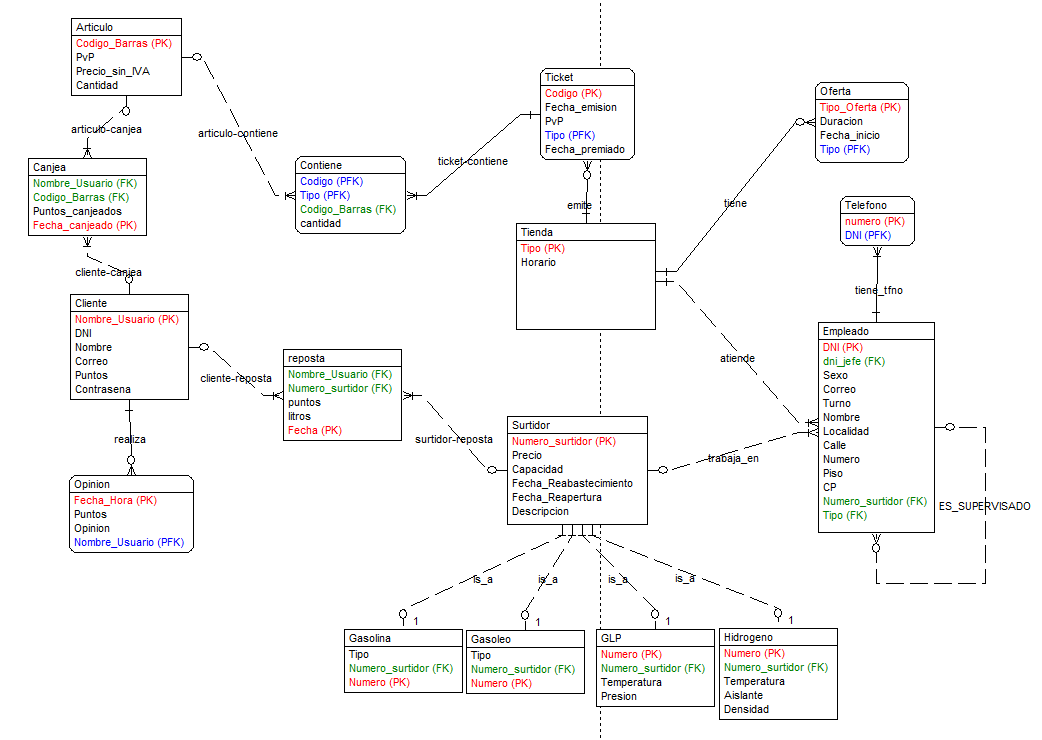 Articulo
Codigo_Barras (PK)
PvP
Precio_sin_IVA
Cantidad
articulo-canjea
articulo-contiene
Canjea
Nombre_Usuario (FK)
Codigo_Barras (FK)
Puntos_canjeados
Fecha_canjeado (PK)
Contiene
Codigo (PFK)
Tipo (PFK)
Codigo_Barras (FK)
cantidad
ticket-contiene
Ticket
Codigo (PK)
Fecha_emision
PvP
Tipo (PFK)
Fecha_premiado
emite
Tienda
Tipo (PK)
Horario
tiene
Oferta
Tipo_Oferta (PK)
Duracion
Fecha_inicio
Tipo (PFK)
Telefono
numero (PK)
DNI (PFK)
tiene_tfno
cliente-canjea
Cliente
Nombre_Usuario (PK)
DNI
Nombre
Correo
Puntos
Contrasena
cliente-reposta
reposta
Nombre_Usuario (FK)
Numero_surtidor (FK)
puntos
litros
Fecha (PK)
surtidor-reposta
atiende
Empleado
DNI (PK)
dni_jefe (FK)
Sexo
Correo
Turno
Nombre
Localidad
Calle
Numero
Piso
CP
Numero_surtidor (FK)
Tipo (FK)
ES_SUPERVISADO
realiza
Opinion
Fecha_Hora (PK)
Puntos
Opinion
Nombre_Usuario (PFK)
Surtidor
Numero_surtidor (PK)
Precio
Capacidad
Fecha_Reabastecimiento
Fecha_Reapertura
Descripcion
trabaja_en
is_a
is_a
is_a
is_a
1
1
1
1
Gasolina
Tipo
Numero_surtidor (FK)
Numero (PK)
Gasoleo
Tipo
Numero_surtidor (FK)
Numero (PK)
GLP
Numero (PK)
Numero_surtidor (FK)
Temperatura
Presion
Hidrogeno
Numero (PK)
Numero_surtidor (FK)
Temperatura
Aislante
Densidad